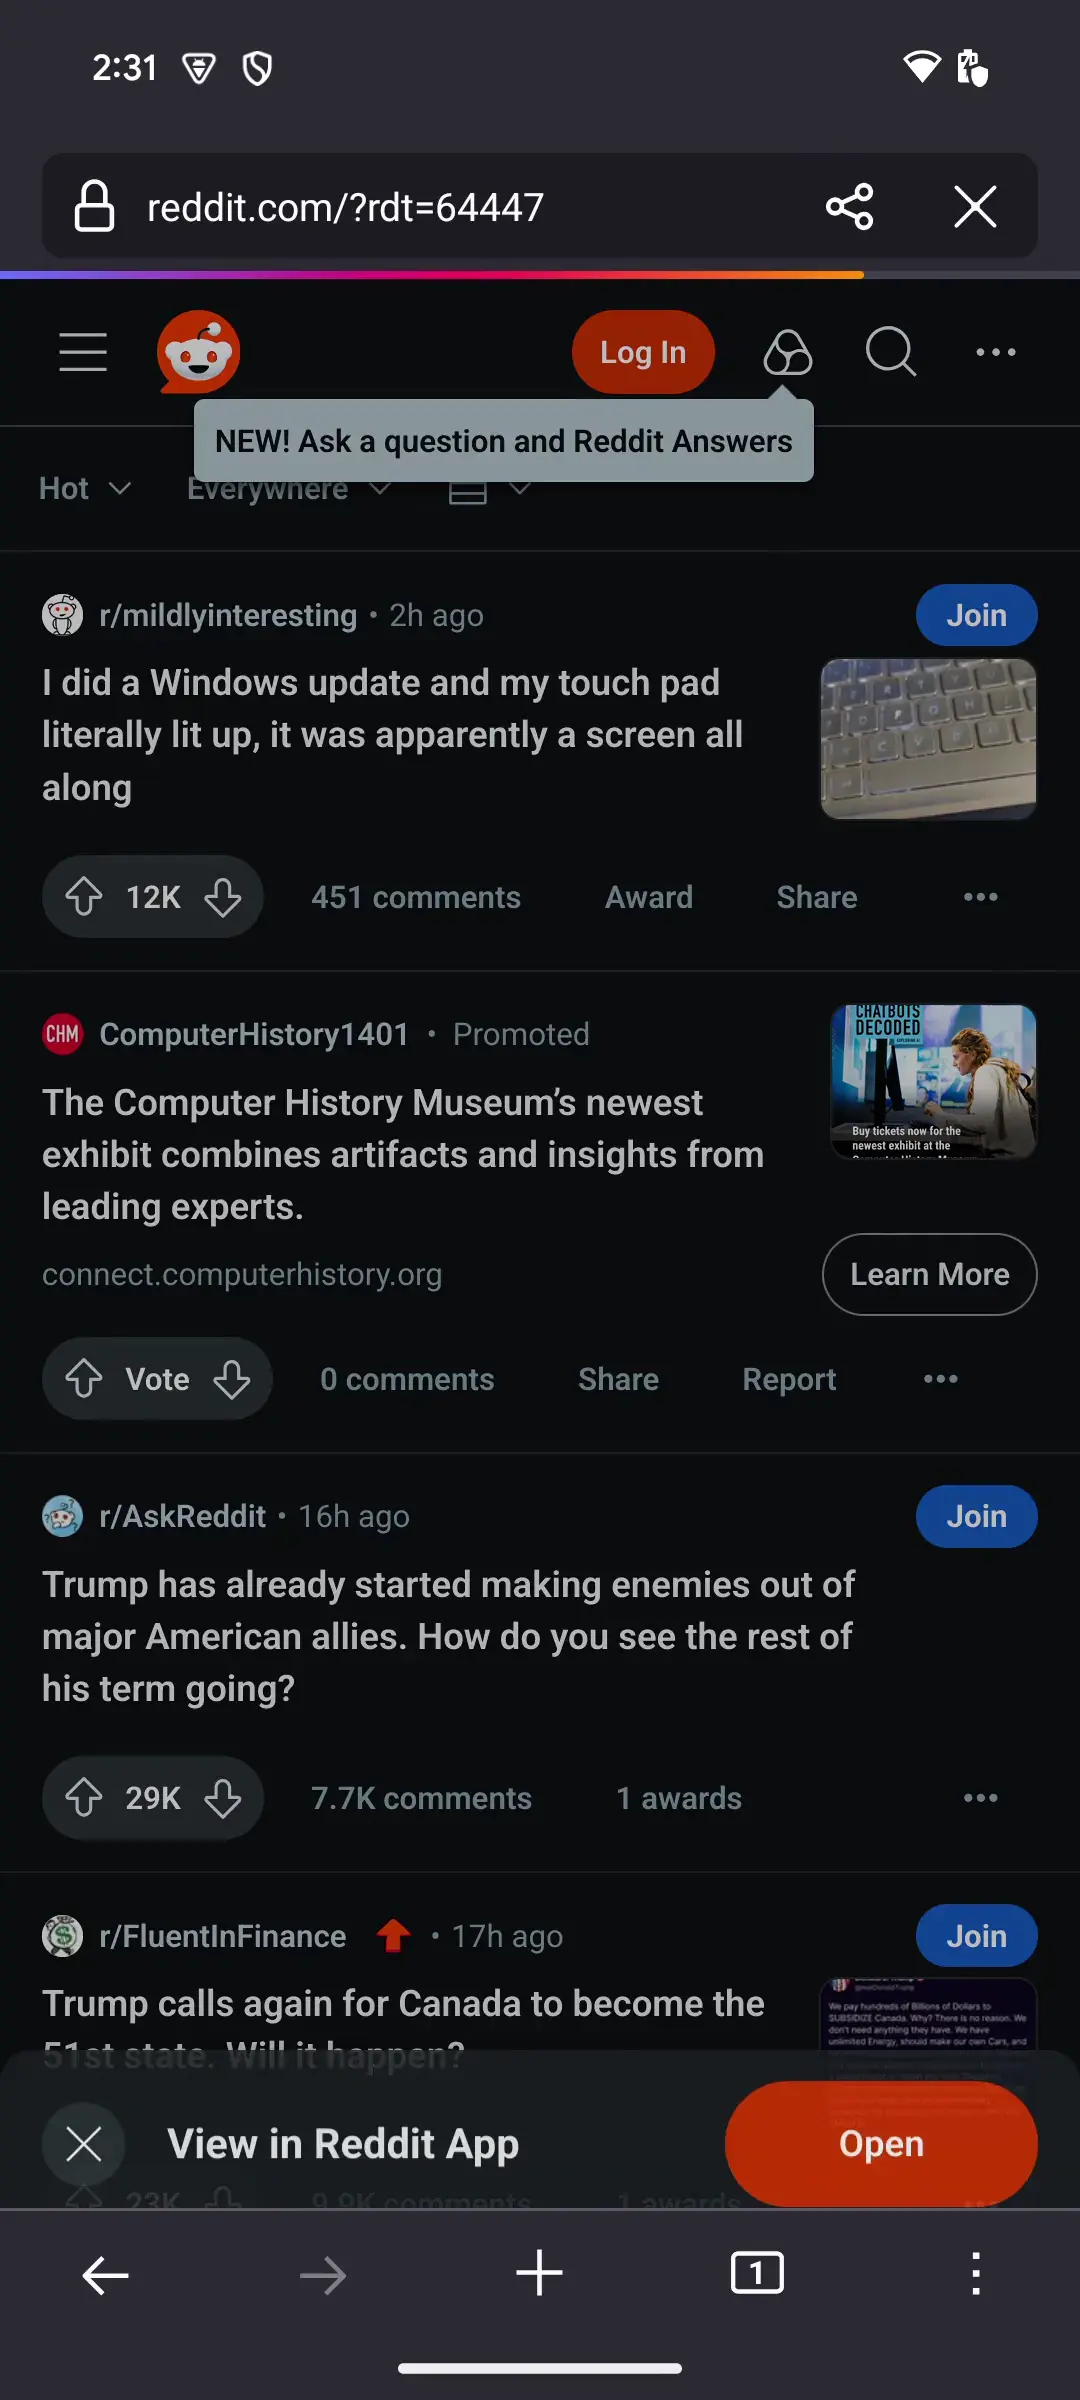 2:31
reddit.com/?rdt=64447
Log In
NEW! Ask a question and Reddit Answers
Hot
Everywhere
r/mildlyinteresting • 2h ago
Join
I did a Windows update and my touch pad
literally lit up, it was apparently a screen all
along
12K
451 comments
Award
Share
CHM
ComputerHistory1401 • Promoted
CHATBOTS
DECODED
The Computer History Museum’s newest
exhibit combines artifacts and insights from
leading experts.
Buy tickets now for the
newest exhibit at the
connect.computerhistory.org
Learn More
Vote
0 comments
Share
Report
r/AskReddit • 16h ago
Join
Trump has already started making enemies out of
major American allies. How do you see the rest of
his term going?
29K
7.7K comments
1 awards
r/FluentInFinance • 17h ago
Join
Trump calls again for Canada to become the
51st state. Will it happen?
We pay hundreds of Billions of Dollars to
SUBSIDIZE Canada. Why? There is no reason. We
don't need anything they have. We have
unlimited Energy, should make our own Cars, and
View in Reddit App
Open
23K
9.9K comments
1 awards
1